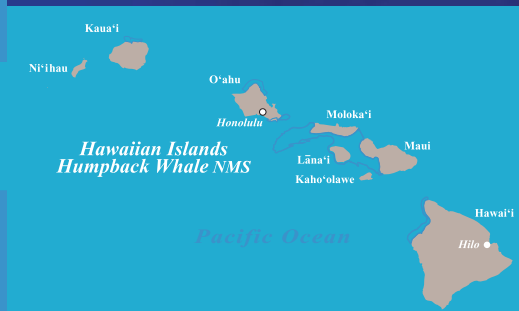 Kaua‘i
Ni‘ihau
O‘ahu
Honolulu
Moloka‘i
Maui
Lāna‘i
Kaho‘olawe
Hawaiian Islands
Humpback Whale NMS
Pacific Ocean
Hawai‘i
Hilo